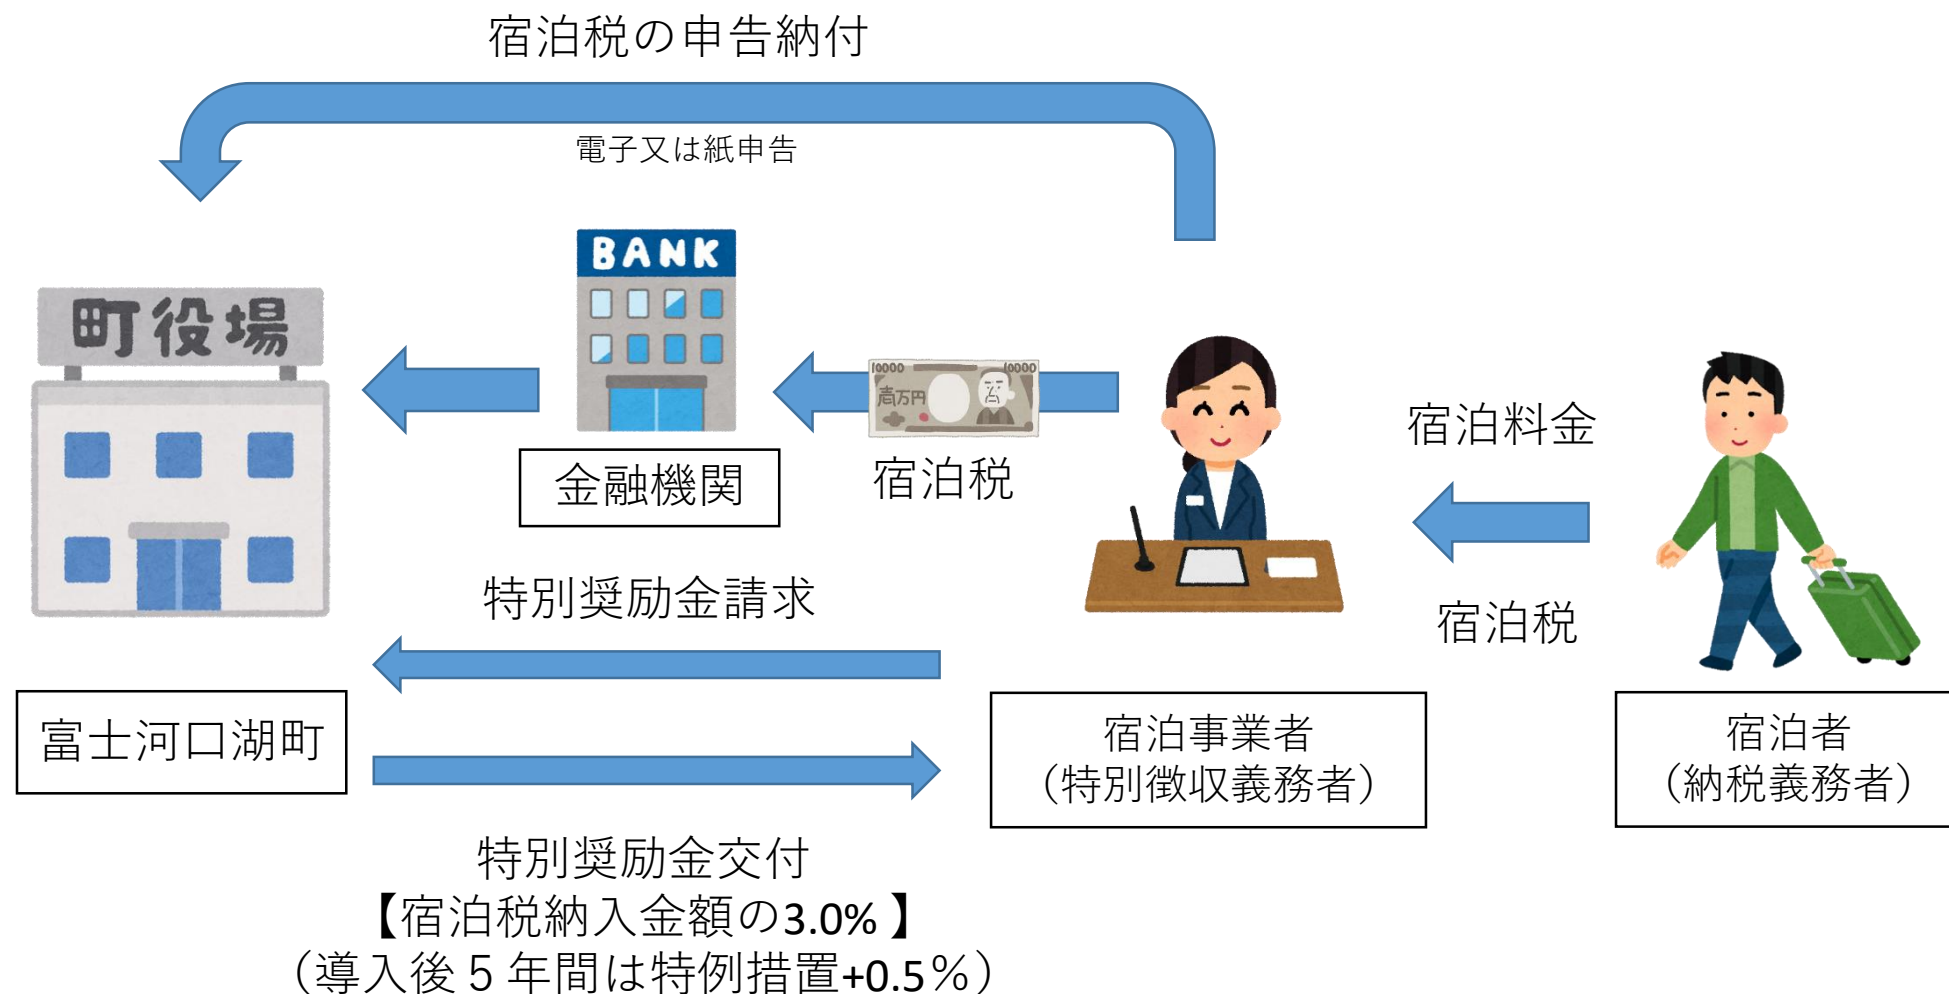 宿泊税の申告納付
電子又は紙申告
BANK
町役場
10000 10000
壱万円
宿泊料金
金融機関
宿泊税
特別奨励金請求
宿泊税
富士河口湖町
宿泊事業者
（特別徴収義務者）
宿泊者
（納税義務者）
特別奨励金交付
【宿泊税納入金額の3.0% 】
（導入後５年間は特例措置+0.5％）